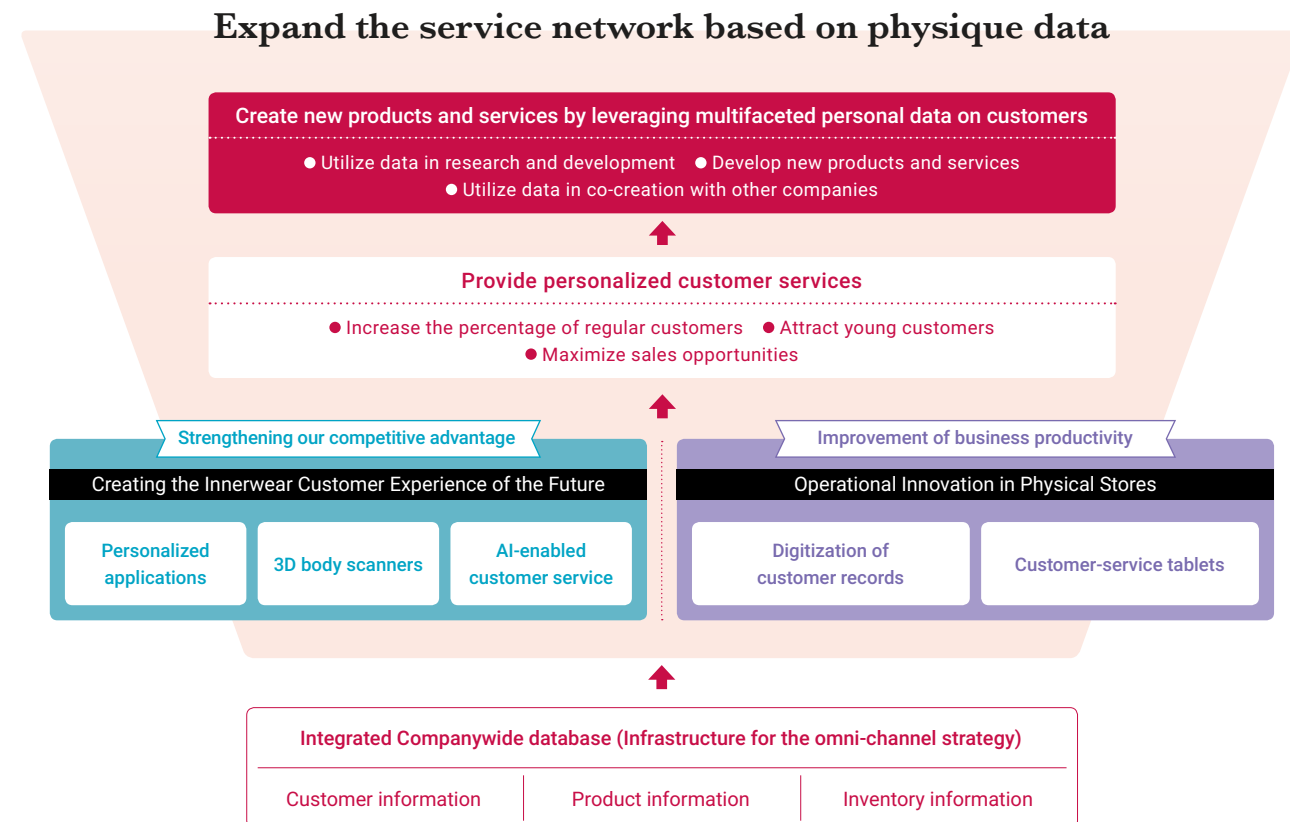 Expand the service network based on physique data
Create new products and services by leveraging multifaceted personal data on customers
● Utilize data in research and development ● Develop new products and services
● Utilize data in co-creation with other companies
Provide personalized customer services
● Increase the percentage of regular customers ● Attract young customers
● Maximize sales opportunities
Strengthening our competitive advantage
Creating the Innerwear Customer Experience of the Future
Personalized
applications
3D body scanners
AI-enabled
customer service
Improvement of business productivity
Operational Innovation in Physical Stores
Digitization of
customer records
Customer-service tablets
Integrated Companywide database (Infrastructure for the omni-channel strategy)
Customer information
Product information
Inventory information